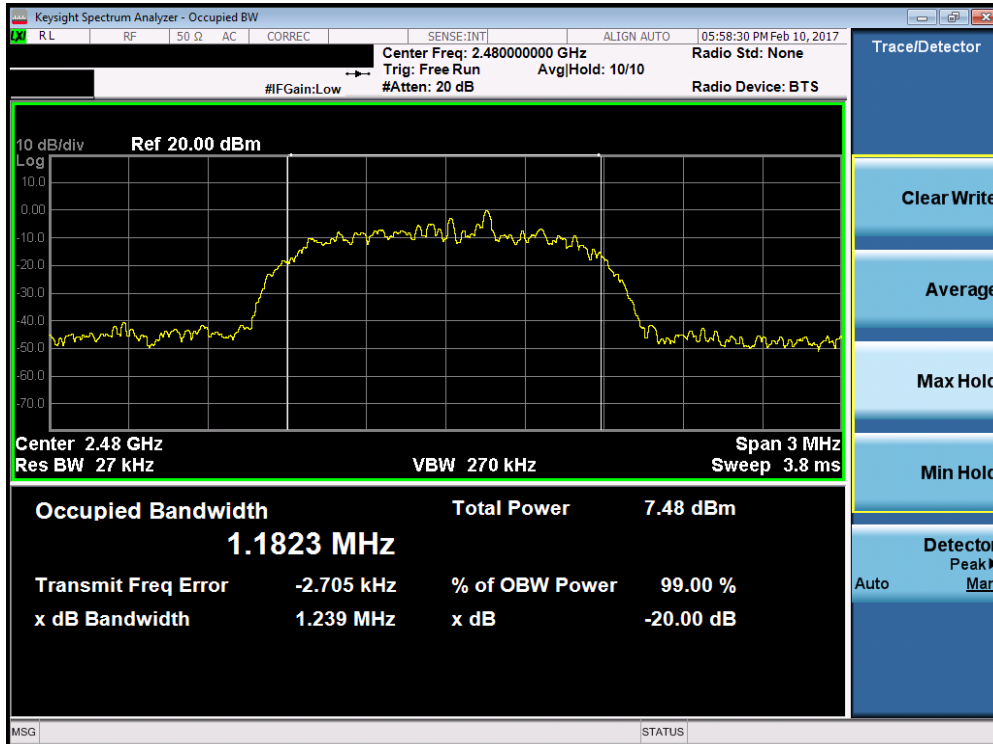 Keysight Spectrum Analyzer - Occupied BW
LXI RL RF 50 Ω AC CORREC SENSE:INT ALIGN AUTO 05:58:30 PM Feb 10, 2017
Center Freq: 2.480000000 GHz Radio Std: None
Trig: Free Run Avg|Hold: 10/10
#IFGain:Low #Atten: 20 dB Radio Device: BTS
10 dB/div Ref 20.00 dBm
Log
10.0
0.00
-10.0
-20.0
-30.0
-40.0
-50.0
-60.0
-70.0
Center 2.48 GHz Span 3 MHz
Res BW 27 kHz VBW 270 kHz Sweep 3.8 ms
Occupied Bandwidth Total Power 7.48 dBm
1.1823 MHz
Transmit Freq Error -2.705 kHz % of OBW Power 99.00 %
x dB Bandwidth 1.239 MHz x dB -20.00 dB
MSG STATUS
Trace/Detector
Clear Write
Average
Max Hold
Min Hold
Detector
Peak
Auto Man